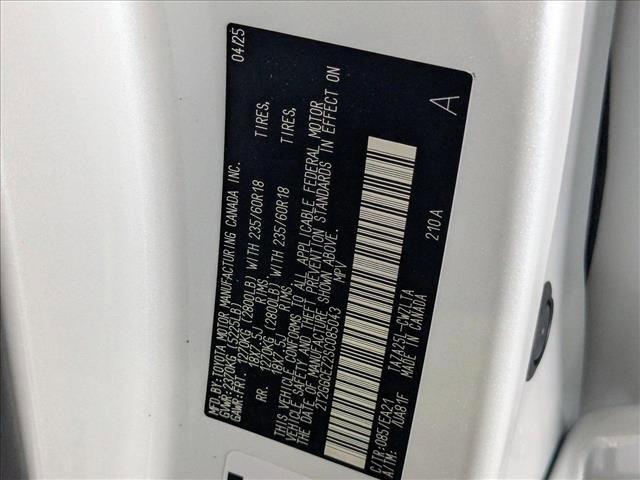 MFD.BY:TOYOTA MOTOR MANUFACTURING CANADA INC. 04/25
GVWR:2370KG (5225LB)
GAWR:FRT. 1270KG (2800LB) WITH 235/60R18 TIRES,
18X7.5J RIMS,
RR. 1270KG (2800LB) WITH 235/60R18 TIRES,
18X7.5J RIMS,
THIS VEHICLE CONFORMS TO ALL APPLICABLE FEDERAL MOTOR
VEHICLE SAFETY AND THEFT PREVENTION STANDARDS IN EFFECT ON
THE DATE OF MANUFACTURE SHOWN ABOVE.
MPV
210A A
C/TR:085/EA21
A/TM: /UA81F
MADE IN CANADA